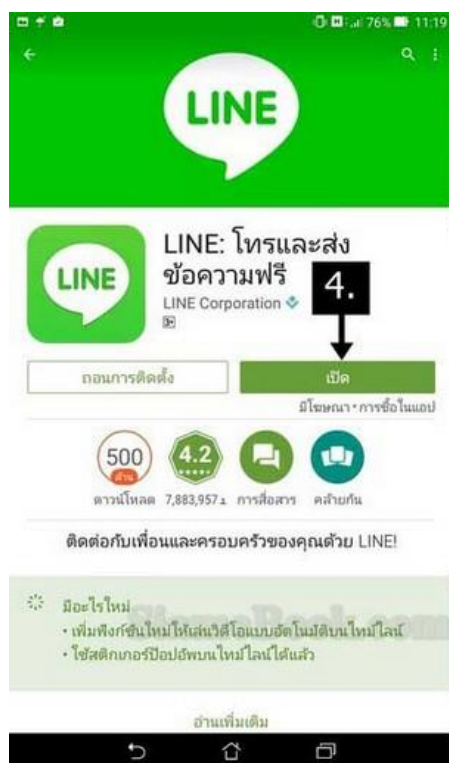 76% 11:19
LINE
LINE
LINE: โทรและส่ง
ข้อความฟรี
LINE Corporation
3+
4.
ถอนการติดตั้ง
เปิด
มีโฆษณา • การซื้อในแอป
500
ล้าน
4.2
ดาวน์โหลด 7,883,957 การสื่อสาร คล้ายกัน
ติดต่อกับเพื่อนและครอบครัวของคุณด้วย LINE!
มีอะไรใหม่
• เพิ่มฟังก์ชันใหม่ให้เล่นวิดีโอแบบอัตโนมัติบนไทม์ไลน์
• ใช้สติกเกอร์ป๊อปอัพบนไทม์ไลน์ได้แล้ว
อ่านเพิ่มเติม